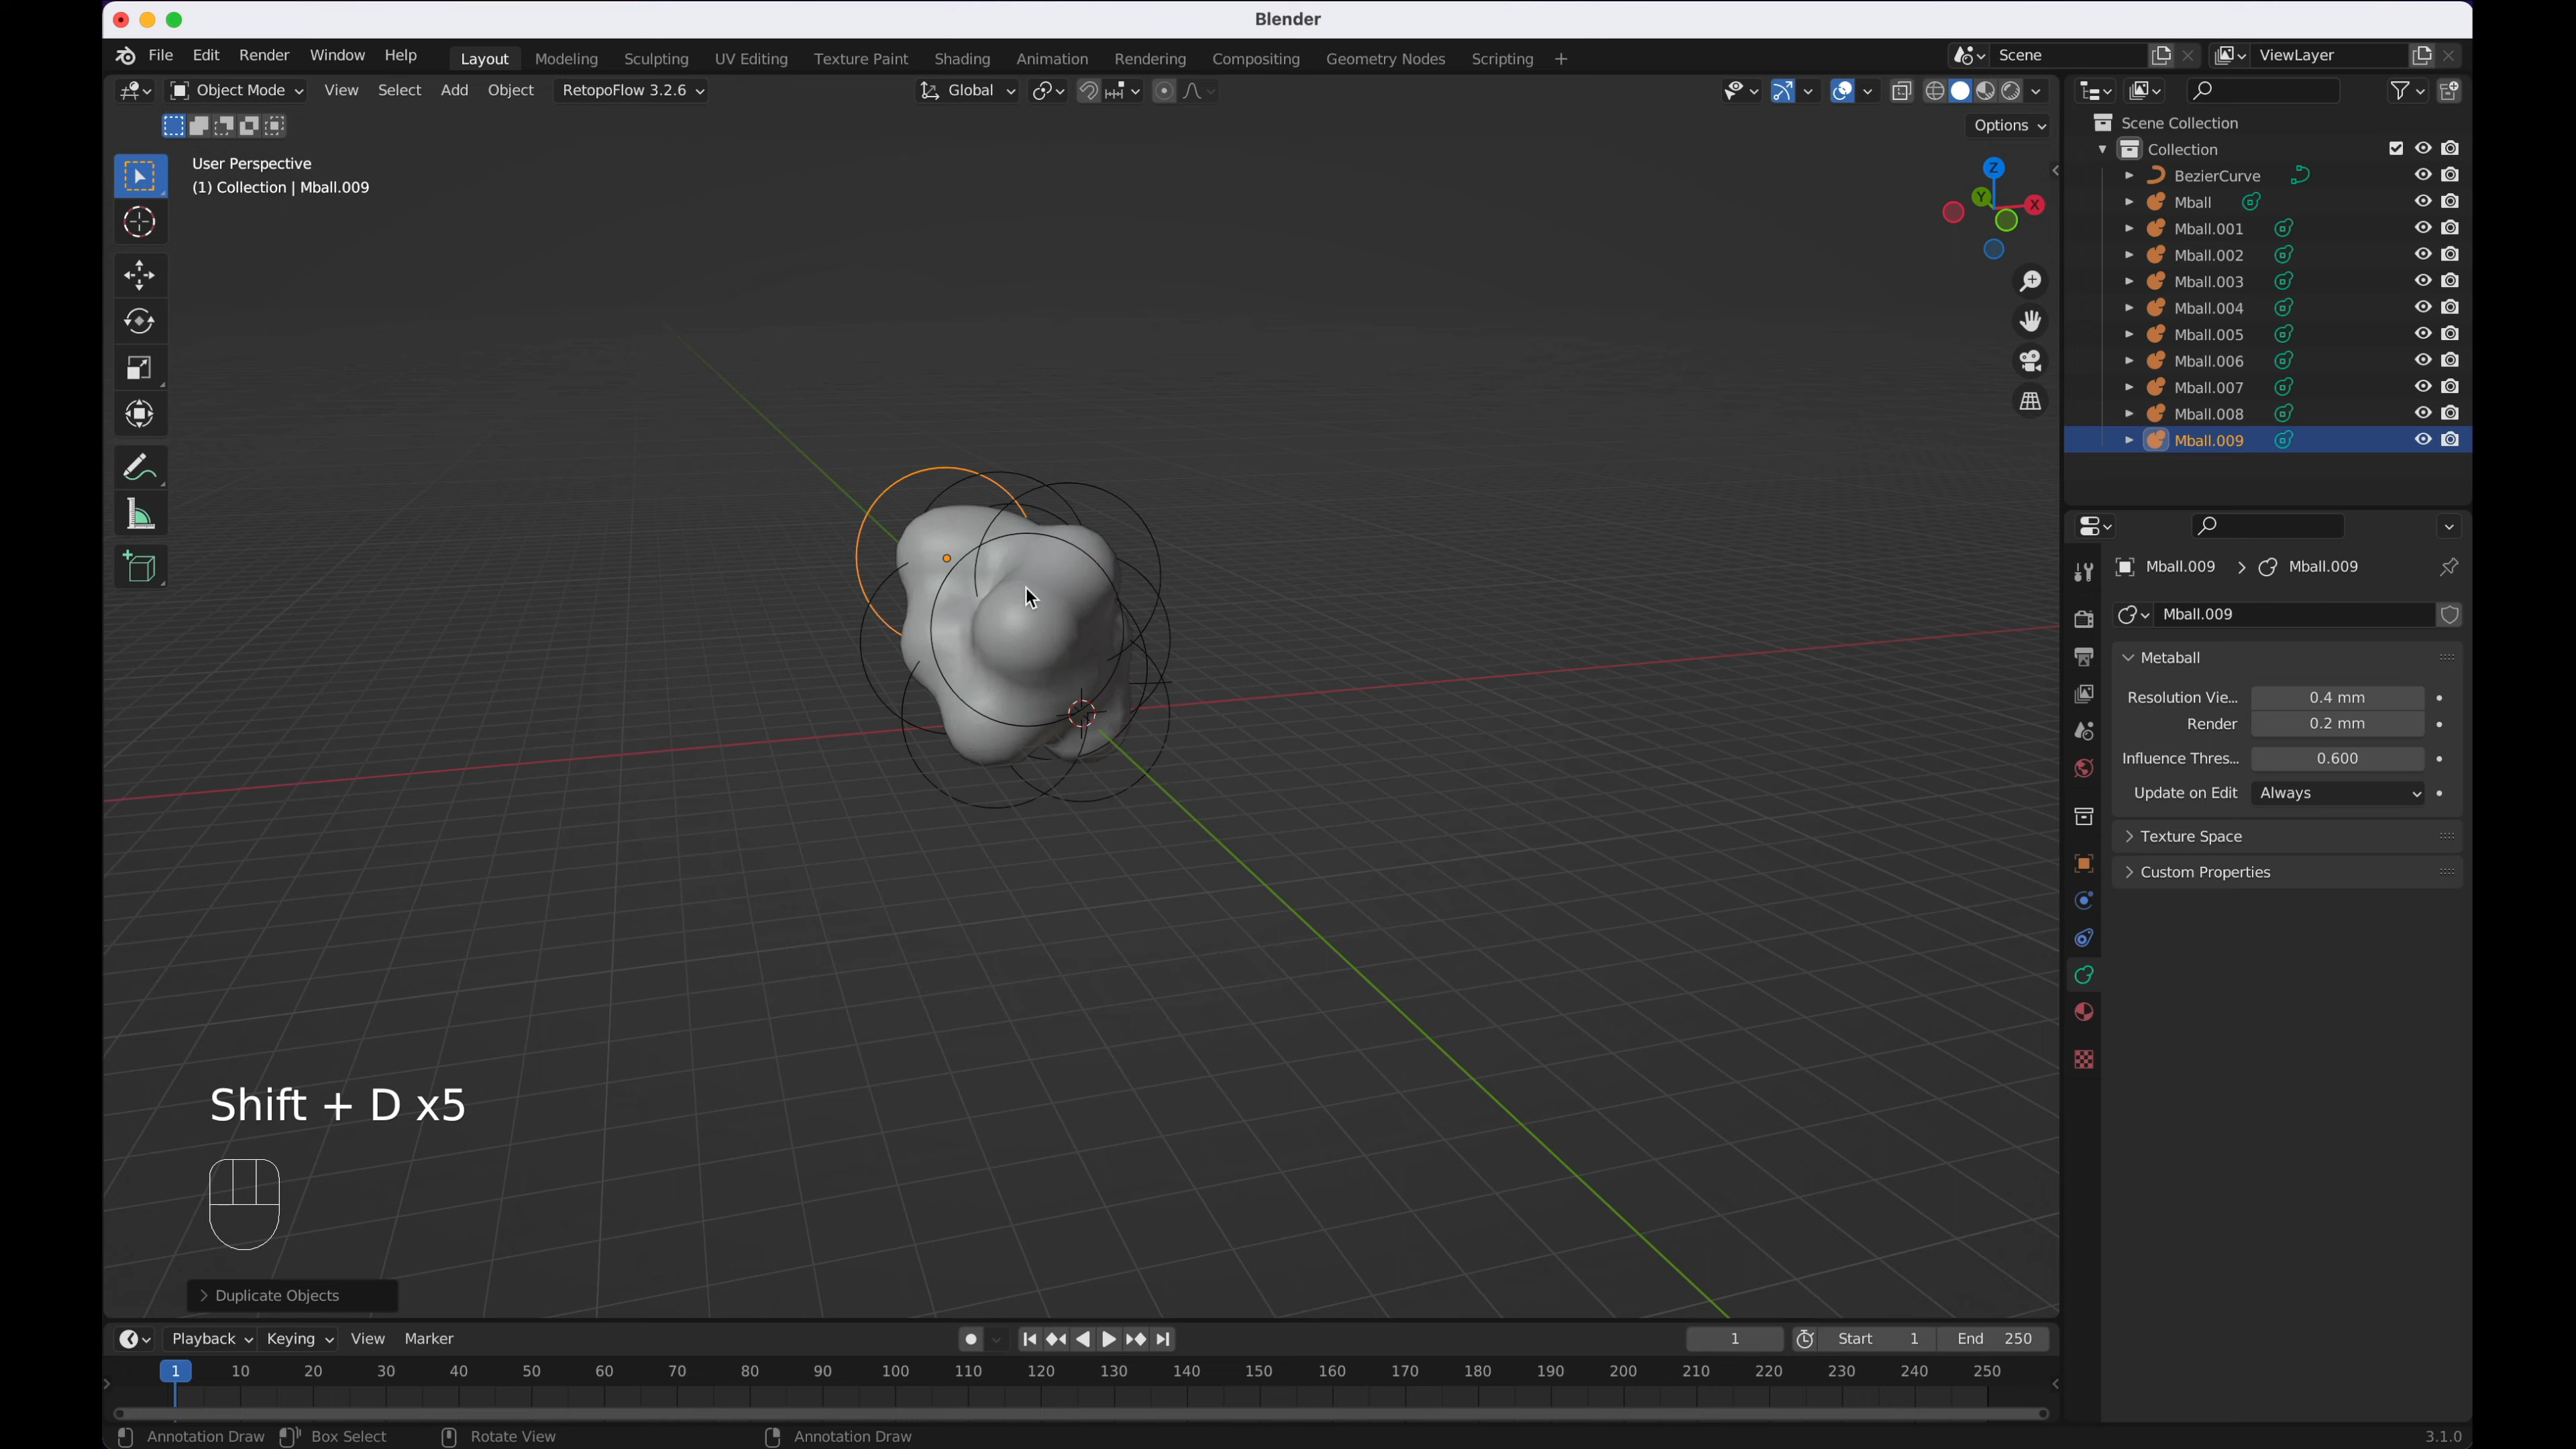 Blender
File Edit Render Window Help Layout Modeling Sculpting UV Editing Texture Paint Shading Animation Rendering Compositing Geometry Nodes Scripting + Scene ViewLayer
Object Mode View Select Add Object RetopoFlow 3.2.6 Global
Options
User Perspective
(1) Collection | Mball.009
Z
Y
X
Scene Collection
Collection
BezierCurve
Mball
Mball.001
Mball.002
Mball.003
Mball.004
Mball.005
Mball.006
Mball.007
Mball.008
Mball.009
Mball.009 > Mball.009
Mball.009
Metaball
Resolution Vie... 0.4 mm
Render 0.2 mm
Influence Thres... 0.600
Update on Edit Always
Texture Space
Custom Properties
Shift + D x5
Duplicate Objects
Playback Keying View Marker 1 Start 1 End 250
1 10 20 30 40 50 60 70 80 90 100 110 120 130 140 150 160 170 180 190 200 210 220 230 240 250
Annotation Draw Box Select Rotate View Annotation Draw 3.1.0